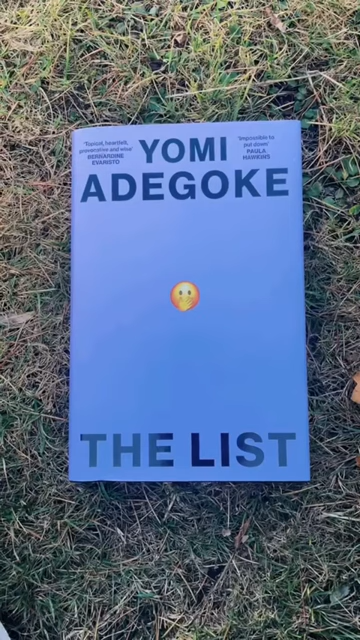 'Topical, heartfelt,
provocative and wise'
BERNARDINE
EVARISTO
YOMI
'Impossible to
put down'
PAULA
HAWKINS
ADEGOKE
THE LIST